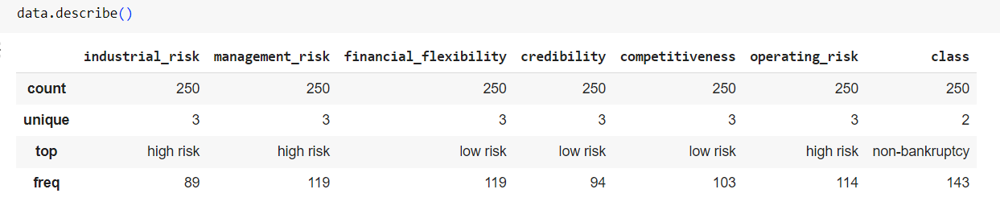 data.describe()
industrial_risk management_risk financial_flexibility credibility competitiveness operating_risk class
count 250 250 250 250 250 250 250
unique 3 3 3 3 3 3 2
top high risk high risk low risk low risk low risk high risk non-bankruptcy
freq 89 119 119 94 103 114 143